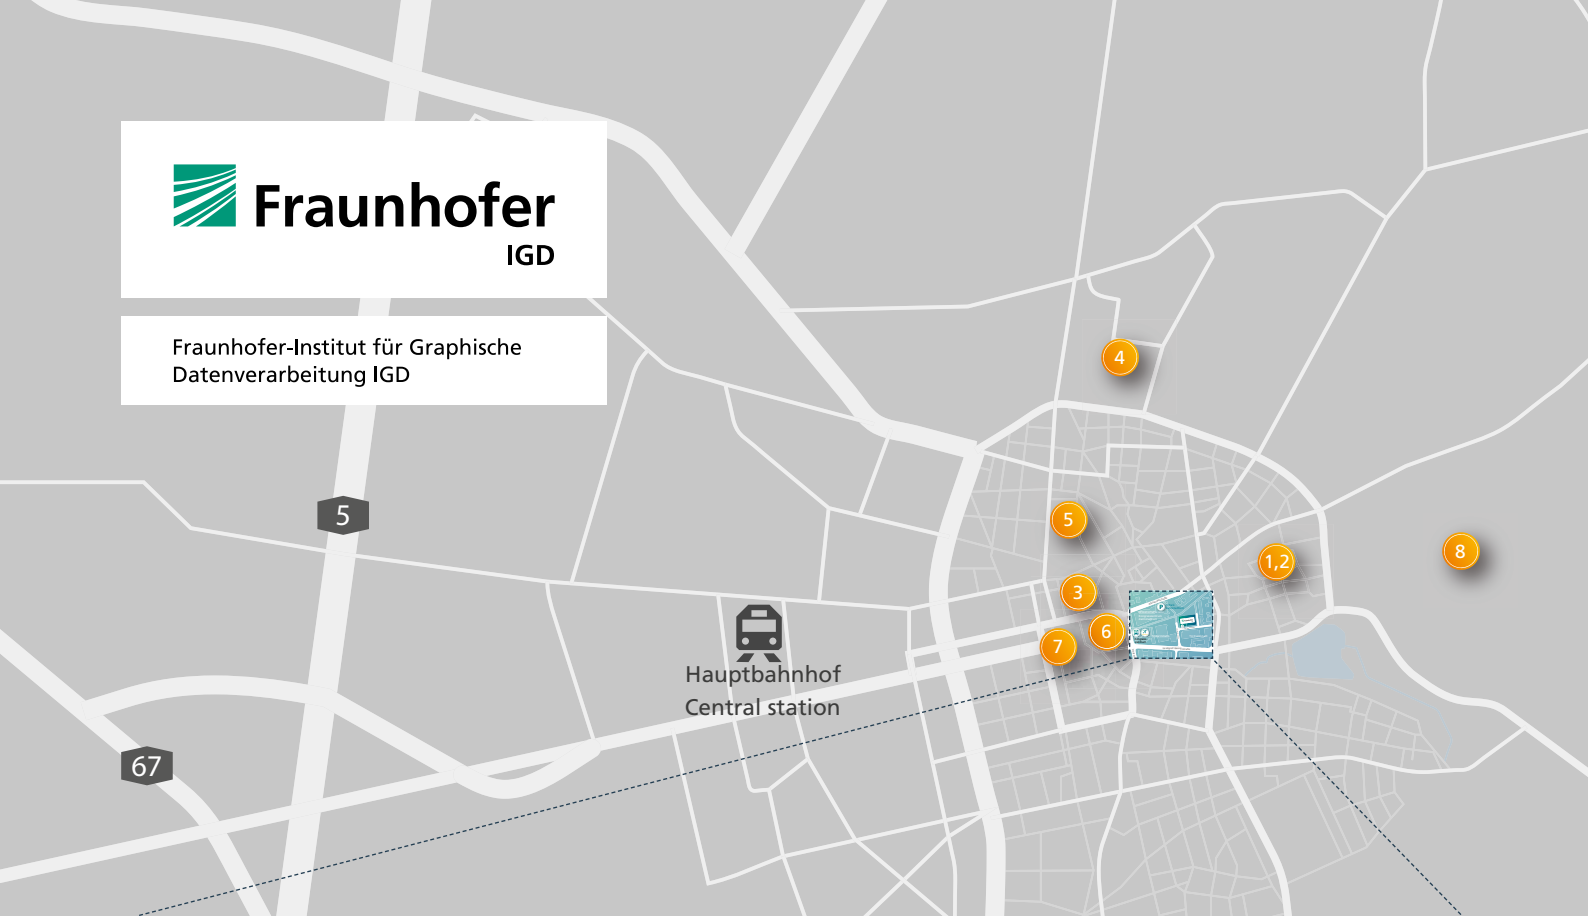 Fraunhofer
IGD
Fraunhofer-Institut für Graphische
Datenverarbeitung IGD
4
5
5
1,2
8
3
6
7
Hauptbahnhof
Central station
67